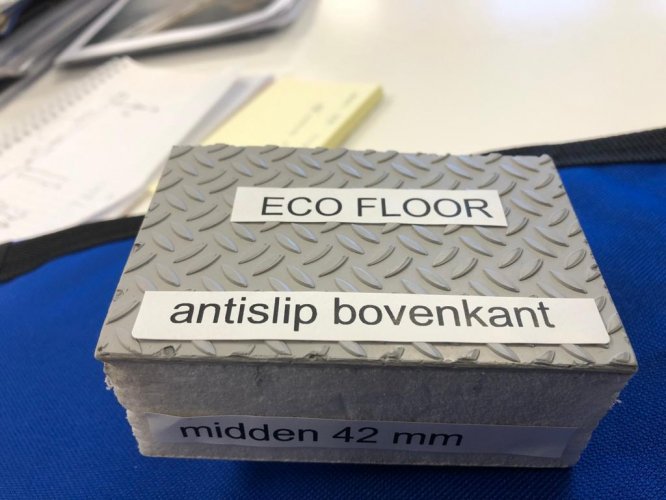 ECO FLOOR
antislip bovenkant
midden 42 mm